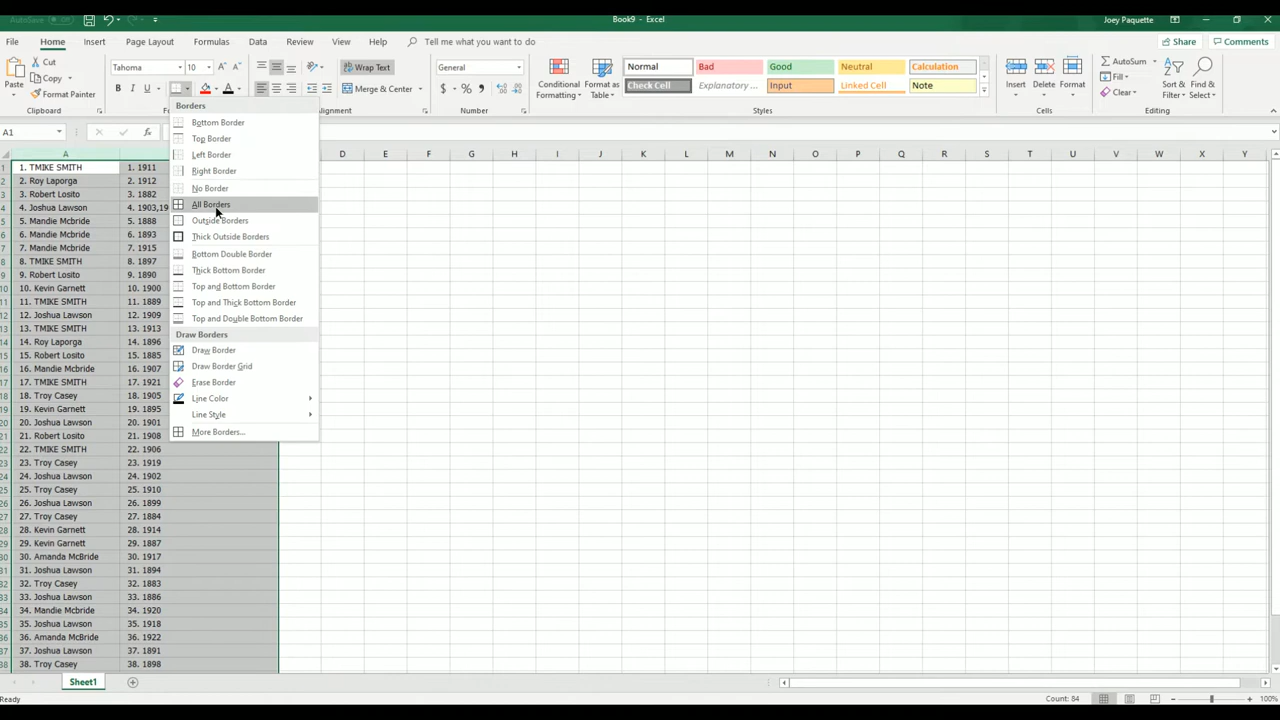 AutoSave Off Book9 - Excel Joey Paquette
File Home Insert Page Layout Formulas Data Review View Help Tell me what you want to do Share Comments
Paste Cut Copy Format Painter Clipboard
Tahoma 10 B I U
Wrap Text Merge & Center Alignment
General $ % ,
Conditional Formatting Format as Table
Normal Bad Good Neutral Calculation
Check Cell Explanatory ... Input Linked Cell Note
Styles
Insert Delete Format Cells
AutoSum Fill Clear
Sort & Filter Find & Select Editing
A1
A D E F G H I J K L M N O P Q R S T U V W X Y
Borders
Bottom Border
Top Border
Left Border
Right Border
No Border
All Borders
Outside Borders
Thick Outside Borders
Bottom Double Border
Thick Bottom Border
Top and Bottom Border
Top and Thick Bottom Border
Top and Double Bottom Border
Draw Borders
Draw Border
Draw Border Grid
Erase Border
Line Color
Line Style
More Borders...
1 1. TMIKE SMITH 1. 1911
2 2. Roy Laporga 2. 1912
3 3. Robert Losito 3. 1882
4 4. Joshua Lawson 4. 1903,19
5 5. Mandie Mcbride 5. 1888
6 6. Mandie Mcbride 6. 1897
7 7. Mandie Mcbride 7. 1915
8 8. TMIKE SMITH 8. 1897
9 9. Robert Losito 9. 1890
10 10. Kevin Garnett 10. 1900
11 11. TMIKE SMITH 11. 1889
12 12. Joshua Lawson 12. 1909
13 13. TMIKE SMITH 13. 1913
14 14. Roy Laporga 14. 1896
15 15. Robert Losito 15. 1885
16 16. Mandie Mcbride 16. 1907
17 17. TMIKE SMITH 17. 1921
18 18. Troy Casey 18. 1905
19 19. Kevin Garnett 19. 1895
20 20. Joshua Lawson 20. 1901
21 21. Robert Losito 21. 1908
22 22. TMIKE SMITH 22. 1906
23 23. Troy Casey 23. 1919
24 24. Joshua Lawson 24. 1902
25 25. Troy Casey 25. 1910
26 26. Joshua Lawson 26. 1899
27 27. Troy Casey 27. 1884
28 28. Kevin Garnett 28. 1914
29 29. Kevin Garnett 29. 1887
30 30. Amanda McBride 30. 1917
31 31. Joshua Lawson 31. 1894
32 32. Troy Casey 32. 1883
33 33. Joshua Lawson 33. 1886
34 34. Mandie Mcbride 34. 1920
35 35. Joshua Lawson 35. 1918
36 36. Amanda McBride 36. 1922
37 37. Joshua Lawson 37. 1891
38 38. Troy Casey 38. 1898
Sheet1
Ready Count: 84 100%